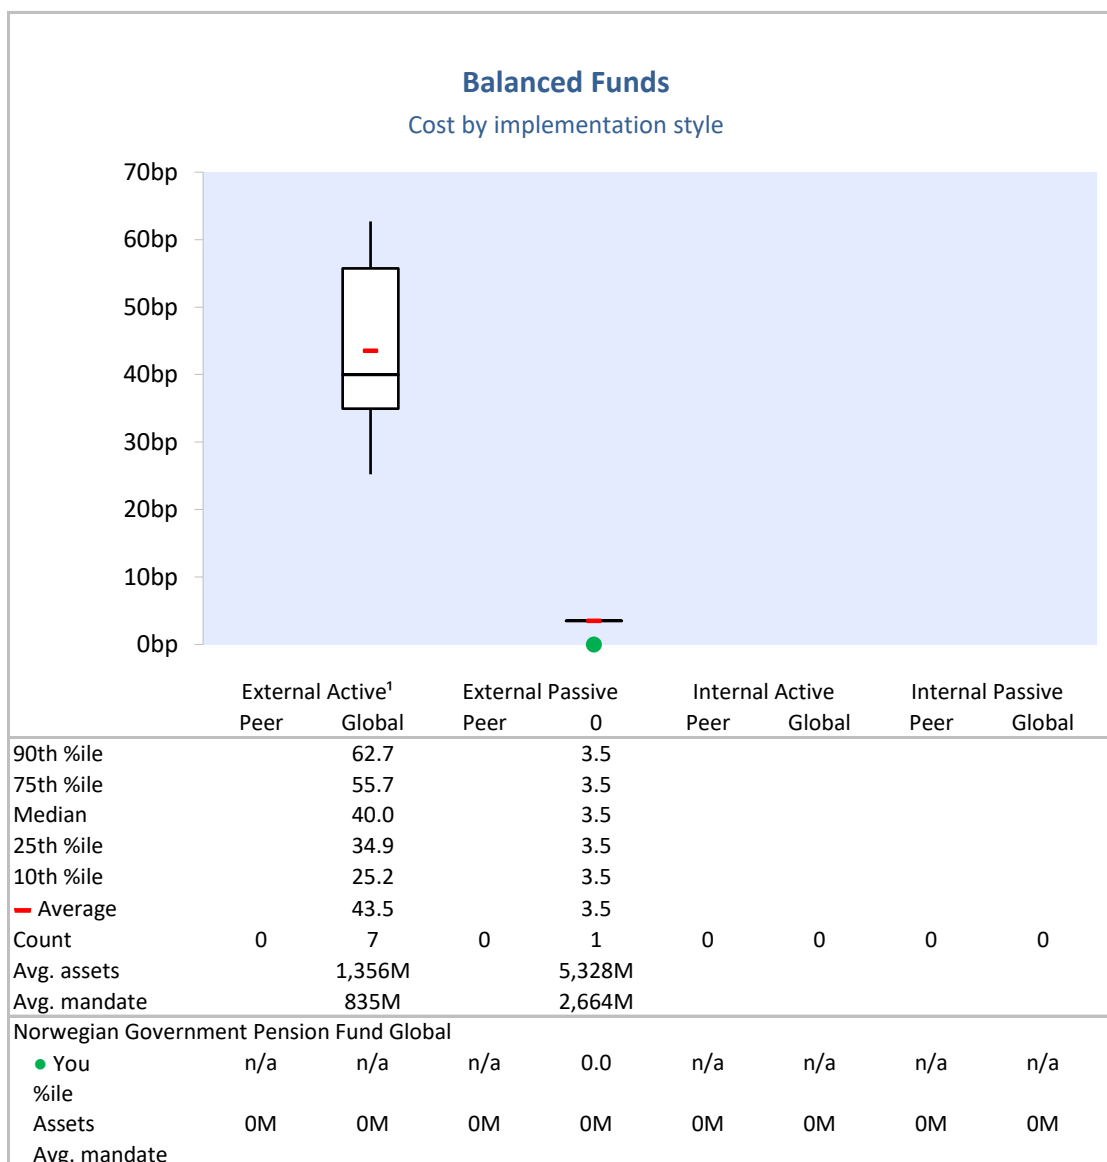 Balanced Funds
Cost by implementation style
70bp
60bp
50bp
40bp
30bp
20bp
10bp
0bp
External Active¹ External Passive Internal Active Internal Passive
Peer Global Peer 0 Peer Global Peer Global
90th %ile 62.7 3.5
75th %ile 55.7 3.5
Median 40.0 3.5
25th %ile 34.9 3.5
10th %ile 25.2 3.5
Average 43.5 3.5
Count 0 7 0 1 0 0 0 0
Avg. assets 1,356M 5,328M
Avg. mandate 835M 2,664M
Norwegian Government Pension Fund Global
You n/a n/a n/a 0.0 n/a n/a n/a n/a
%ile
Assets 0M 0M 0M 0M 0M 0M 0M 0M
Avg. mandate